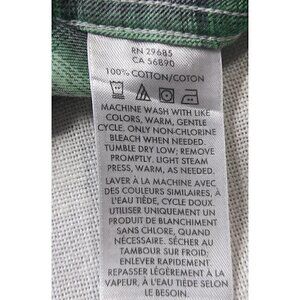 RN 29685
CA 56890
100% COTTON/COTON
MACHINE WASH WITH LIKE
COLORS, WARM, GENTLE
CYCLE. ONLY NON-CHLORINE
BLEACH WHEN NEEDED.
TUMBLE DRY LOW; REMOVE
PROMPTLY. LIGHT STEAM
PRESS, WARM, AS NEEDED.
LAVER À LA MACHINE AVEC
DES COULEURS SIMILAIRES, À
L'EAU TIÈDE, CYCLE DOUX.
UTILISER UNIQUEMENT UN
PRODUIT DE BLANCHIMENT
SANS CHLORE, QUAND
NÉCESSAIRE. SÉCHER AU
TAMBOUR SUR FROID;
ENLEVER RAPIDEMENT.
REPASSER LÉGÈREMENT À LA
VAPEUR, À L'EAU TIÈDE SELON
LE BESOIN.